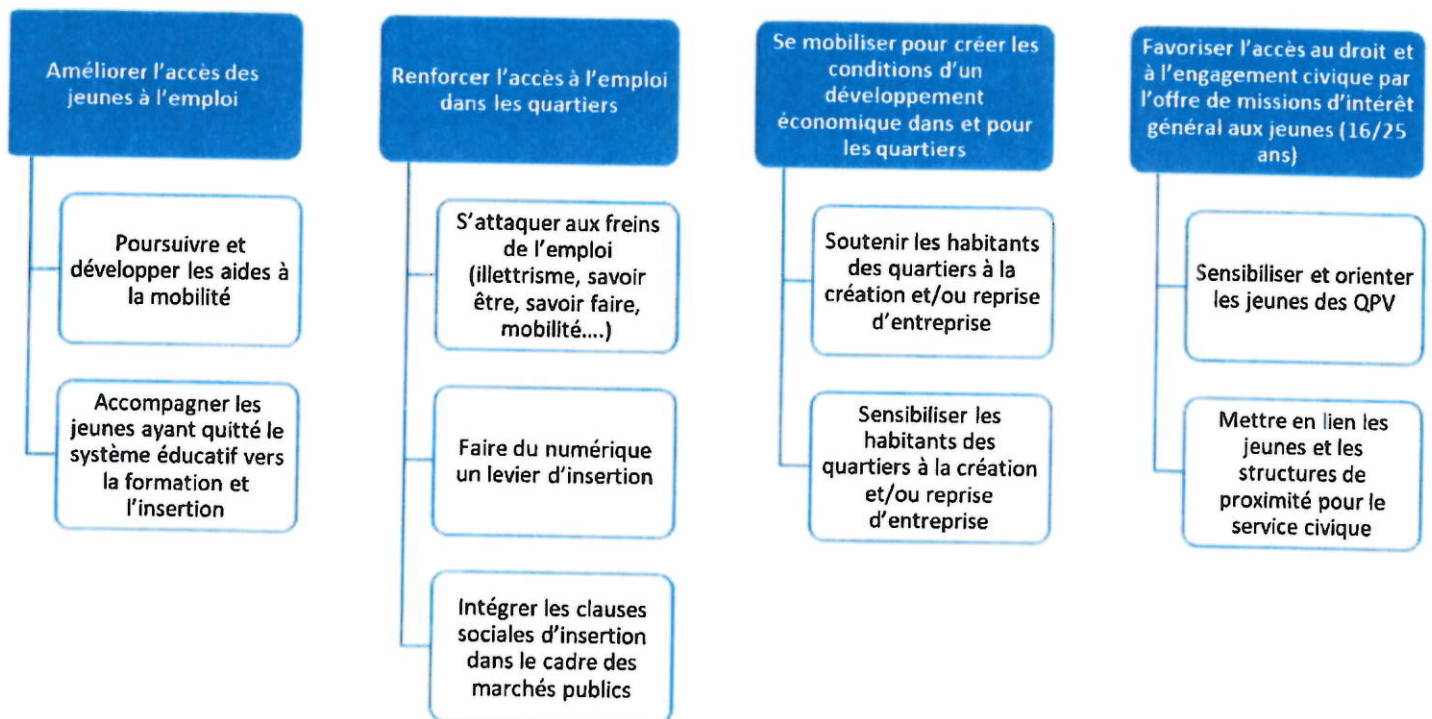 Améliorer l'accès des
jeunes à l'emploi
Poursuivre et
développer les aides à
la mobilité
Accompagner les
jeunes ayant quitté le
système éducatif vers
la formation et
l'insertion
Renforcer l'accès à l'emploi
dans les quartiers
S'attaquer aux freins
de l'emploi
(illettrisme, savoir
être, savoir faire,
mobilité....)
Faire du numérique
un levier d'insertion
Intégrer les clauses
sociales d'insertion
dans le cadre des
marchés publics
Se mobiliser pour créer les
conditions d'un
développement
économique dans et pour
les quartiers
Soutenir les habitants
des quartiers à la
création et/ou reprise
d'entreprise
Sensibiliser les
habitants des
quartiers à la création
et/ou reprise
d'entreprise
Favoriser l'accès au droit et
à l'engagement civique par
l'offre de missions d'intérêt
général aux jeunes (16/25
ans)
Sensibiliser et orienter
les jeunes des QPV
Mettre en lien les
jeunes et les
structures de
proximité pour le
service civique